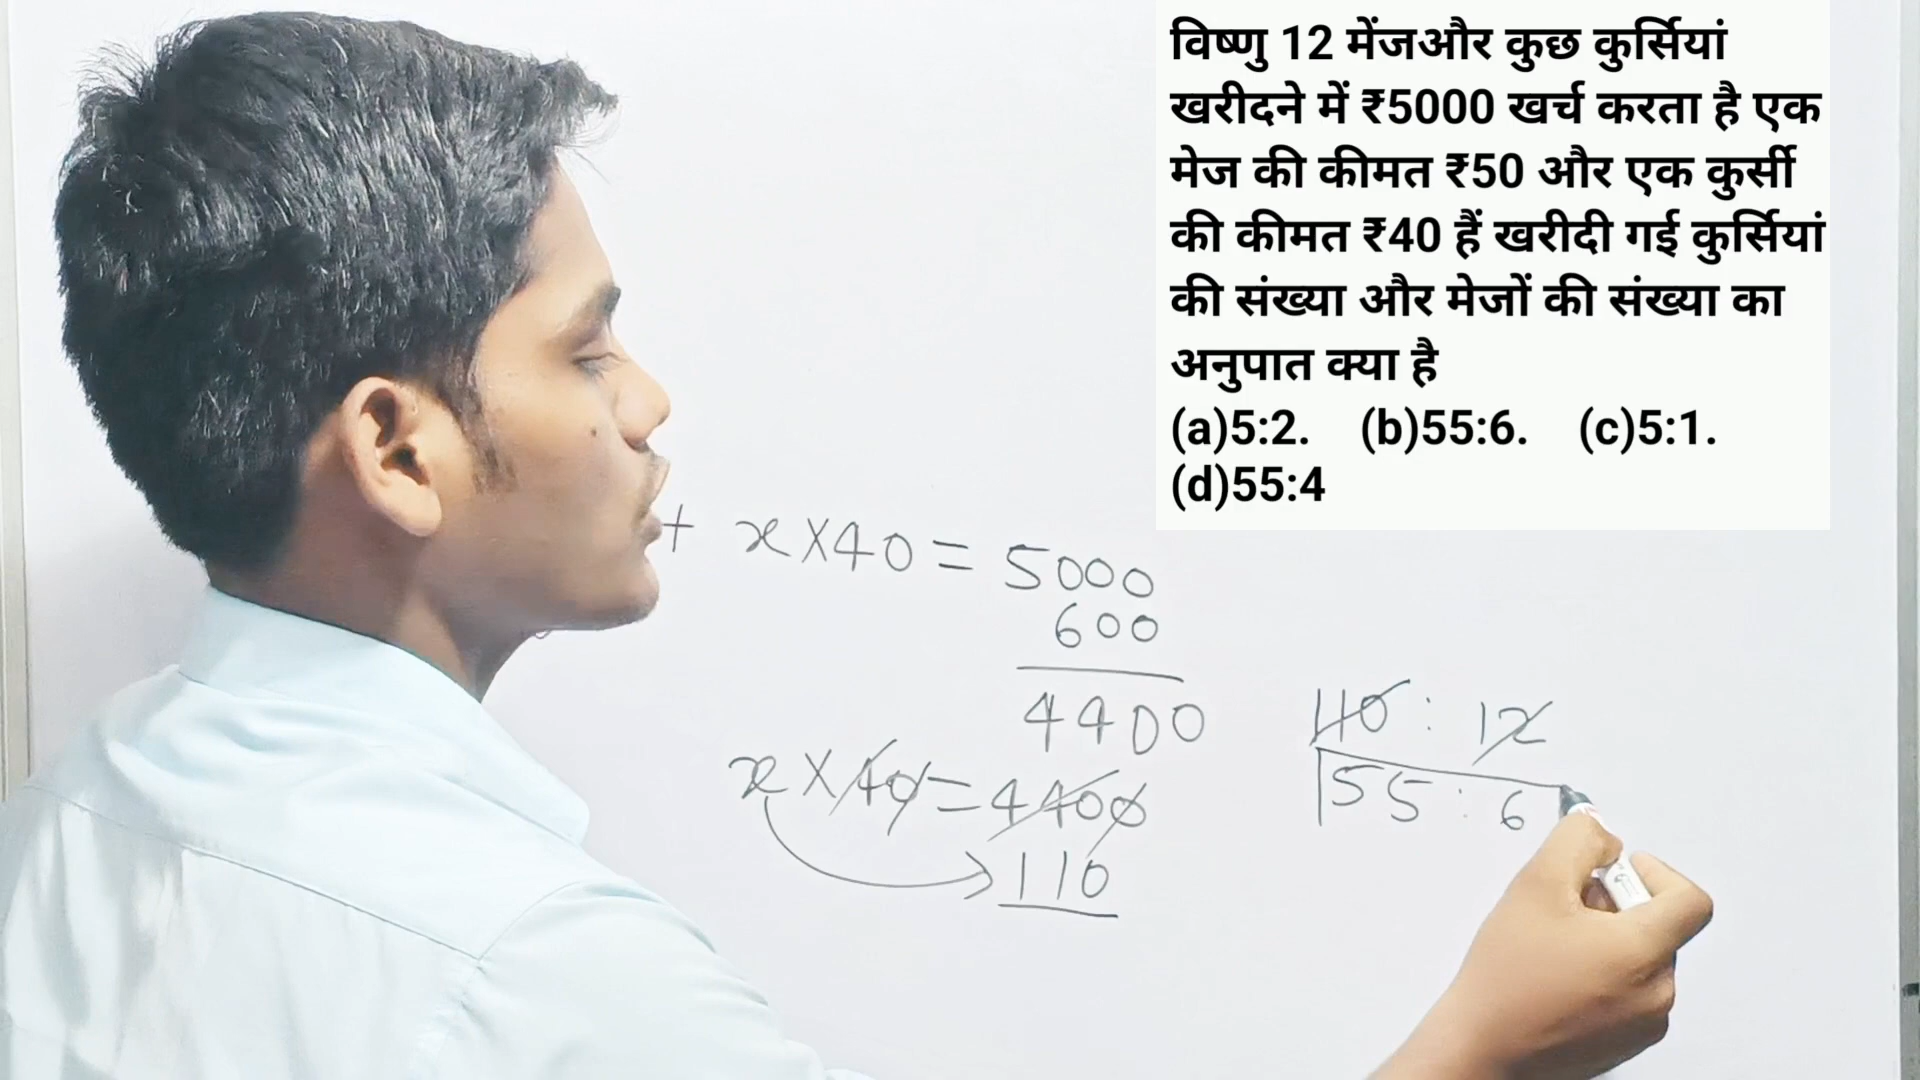 विष्णु 12 मेंजऔर कुछ कुर्सियां
खरीदने में ₹5000 खर्च करता है एक
मेज की कीमत ₹50 और एक कुर्सी
की कीमत ₹40 हैं खरीदी गई कुर्सियां
की संख्या और मेजों की संख्या का
अनुपात क्या है
(a)5:2. (b)55:6. (c)5:1.
(d)55:4
+ x×40 = 5000
600
4400
x×40=4400
110
110 : 12
55 : 6